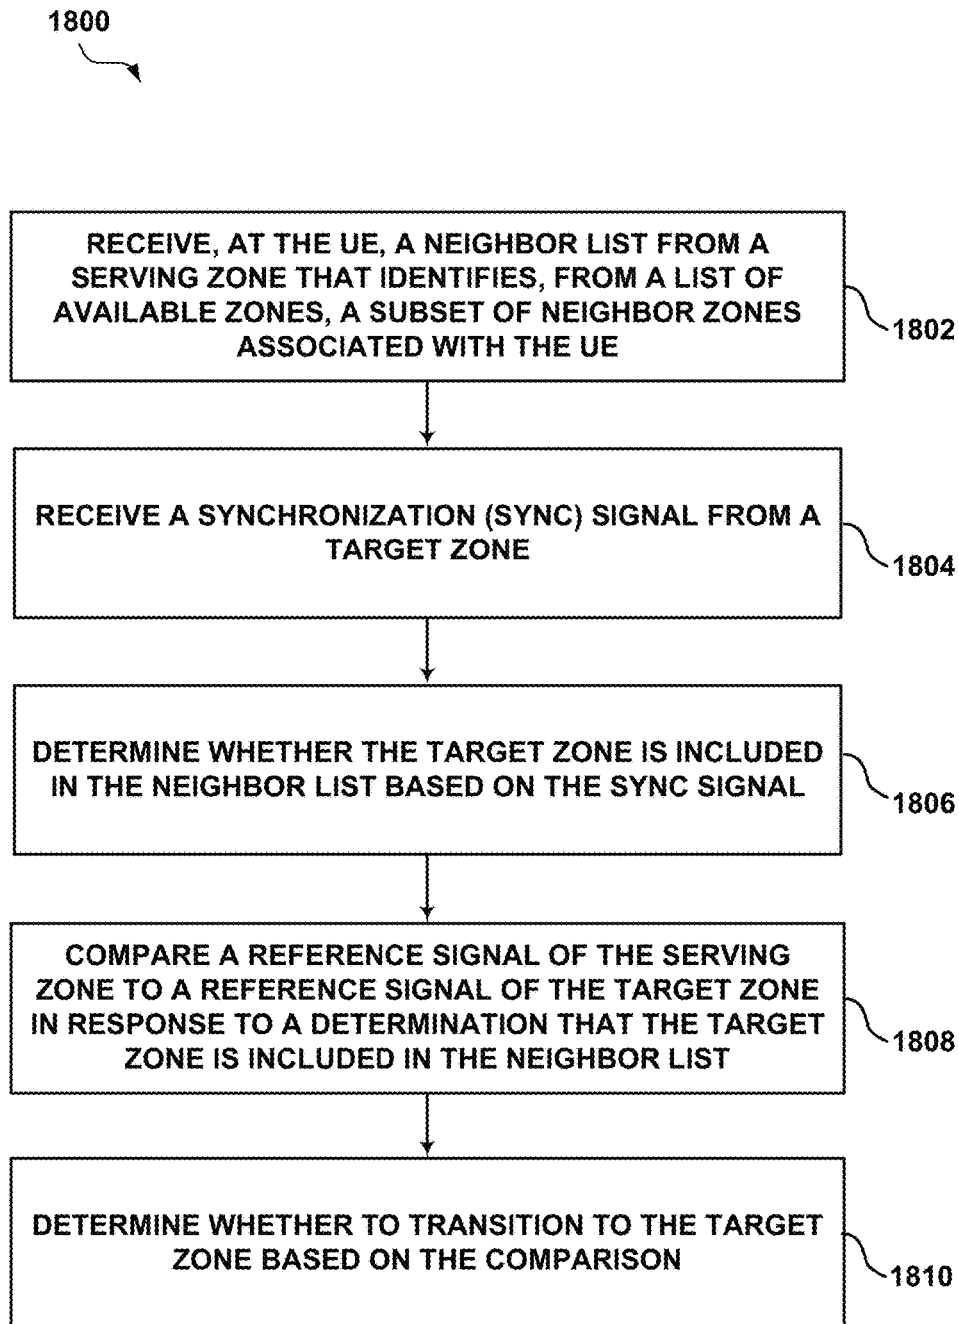 1800
RECEIVE, AT THE UE, A NEIGHBOR LIST FROM A
SERVING ZONE THAT IDENTIFIES, FROM A LIST OF
AVAILABLE ZONES, A SUBSET OF NEIGHBOR ZONES
ASSOCIATED WITH THE UE
1802
RECEIVE A SYNCHRONIZATION (SYNC) SIGNAL FROM A
TARGET ZONE
1804
DETERMINE WHETHER THE TARGET ZONE IS INCLUDED
IN THE NEIGHBOR LIST BASED ON THE SYNC SIGNAL
1806
COMPARE A REFERENCE SIGNAL OF THE SERVING
ZONE TO A REFERENCE SIGNAL OF THE TARGET ZONE
IN RESPONSE TO A DETERMINATION THAT THE TARGET
ZONE IS INCLUDED IN THE NEIGHBOR LIST
1808
DETERMINE WHETHER TO TRANSITION TO THE TARGET
ZONE BASED ON THE COMPARISON
1810